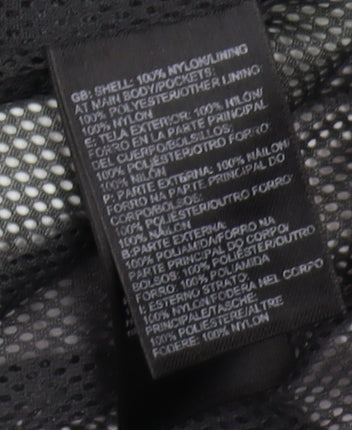 GB: SHELL: 100% NYLON/LINING
AT MAIN BODY/POCKETS:
100% POLYESTER/OTHER LINING:
100% NYLON
E: TELA EXTERIOR: 100% NILON/
FORRO EN LA PARTE PRINCIPAL
DEL CUERPO/BOLSILLOS:
100% POLIÉSTER/OTRO FORRO:
100% NILON
P: PARTE EXTERNA: 100% NÁILON/
FORRO NA PARTE PRINCIPAL DO
CORPO/BOLSOS:
100% POLIÉSTER/OUTRO FORRO:
100% NÁILON
B: PARTE EXTERNA:
100% POLIAMIDA/FORRO NA
PARTE PRINCIPAL DO CORPO/
BOLSOS: 100% POLIÉSTER/OUTRO
FORRO: 100% POLIAMIDA
I: ESTERNO STRATO:
100% NYLON/FODERA NEL CORPO
PRINCIPALE/TASCHE:
100% POLIESTERE/ALTRE
FODERE: 100% NYLON